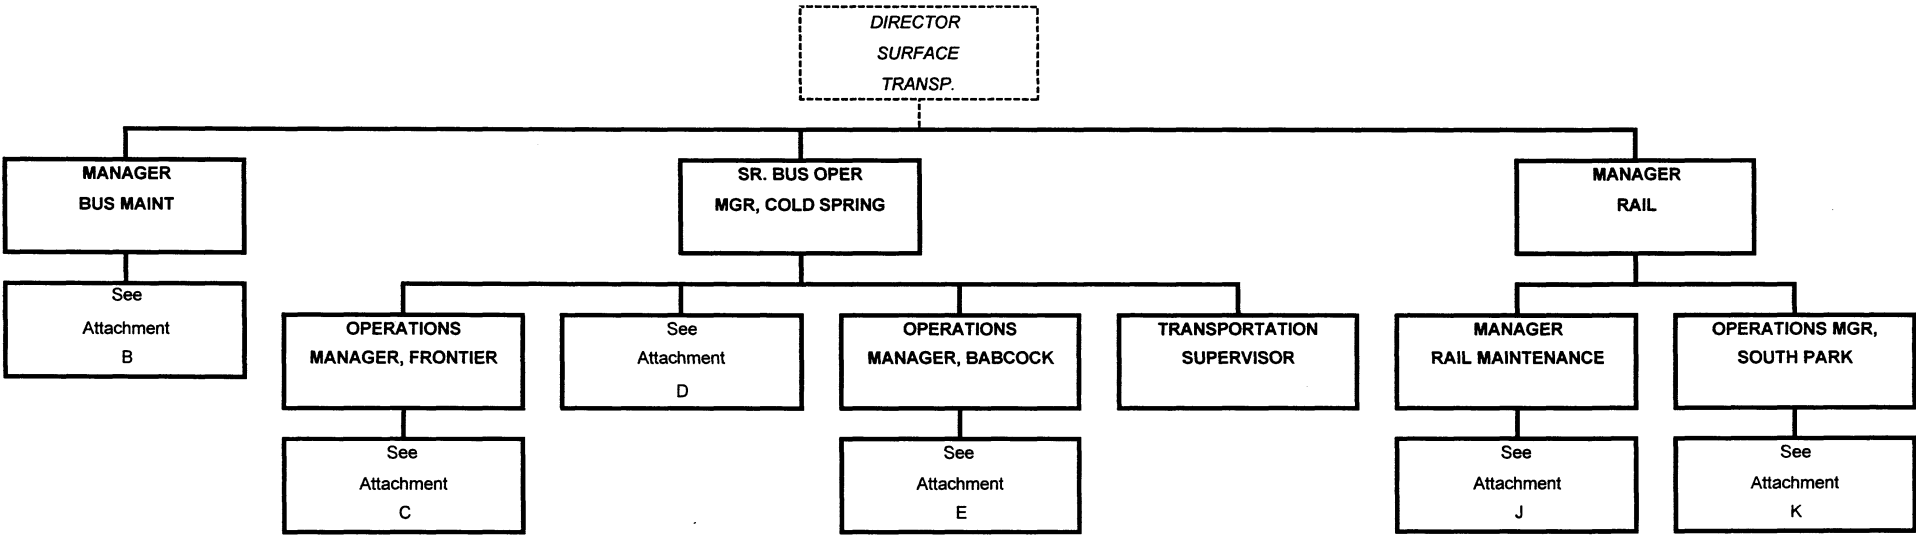 DIRECTOR
SURFACE
TRANSP.
MANAGER
BUS MAINT
SR. BUS OPER
MGR, COLD SPRING
MANAGER
RAIL
See
Attachment
B
OPERATIONS
MANAGER, FRONTIER
See
Attachment
D
OPERATIONS
MANAGER, BABCOCK
TRANSPORTATION
SUPERVISOR
MANAGER
RAIL MAINTENANCE
OPERATIONS MGR,
SOUTH PARK
See
Attachment
C
See
Attachment
E
See
Attachment
J
See
Attachment
K